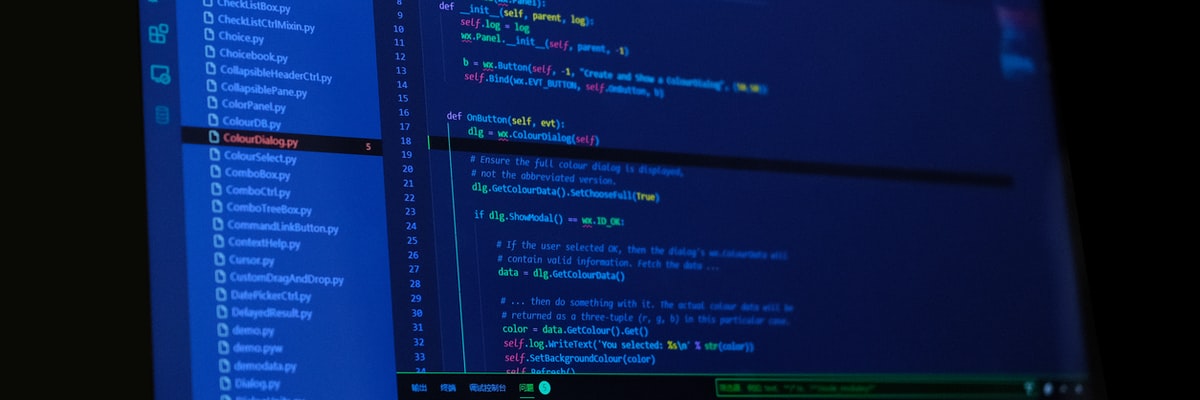 CheckListBox.py
CheckListCtrlMixin.py
Choice.py
Choicebook.py
CollapsibleHeaderCtrl.py
CollapsiblePane.py
ColorPanel.py
ColourDB.py
ColourDialog.py 5
ColourSelect.py
ComboBox.py
ComboCtrl.py
ComboTreeBox.py
CommandLinkButton.py
ContextHelp.py
Cursor.py
CustomDragAndDrop.py
DatePickerCtrl.py
DelayedResult.py
demo.py
demo.pyw
demodata.py
Dialog.py
8
9 def __init__(self, parent, log):
10 self.log = log
11 wx.Panel.__init__(self, parent, -1)
12
13 b = wx.Button(self, -1, "Create and Show a ColourDialog", (50,50))
14 self.Bind(wx.EVT_BUTTON, self.OnButton, b)
15
16
17 def OnButton(self, evt):
18 dlg = wx.ColourDialog(self)
19
20 # Ensure the full colour dialog is displayed,
21 # not the abbreviated version.
22 dlg.GetColourData().SetChooseFull(True)
23
24 if dlg.ShowModal() == wx.ID_OK:
25
26 # If the user selected OK, then the dialog's wx.ColourData will
27 # contain valid information. Fetch the data ...
28 data = dlg.GetColourData()
29
30 # ... then do something with it. The actual colour data will be
31 # returned as a three-tuple (r, g, b) in this particular case.
32 color = data.GetColour().Get()
33 self.log.WriteText('You selected: %s\n' % str(color))
34 self.SetBackgroundColour(color)
self.Refresh()
输出 终端 调试控制台 问题